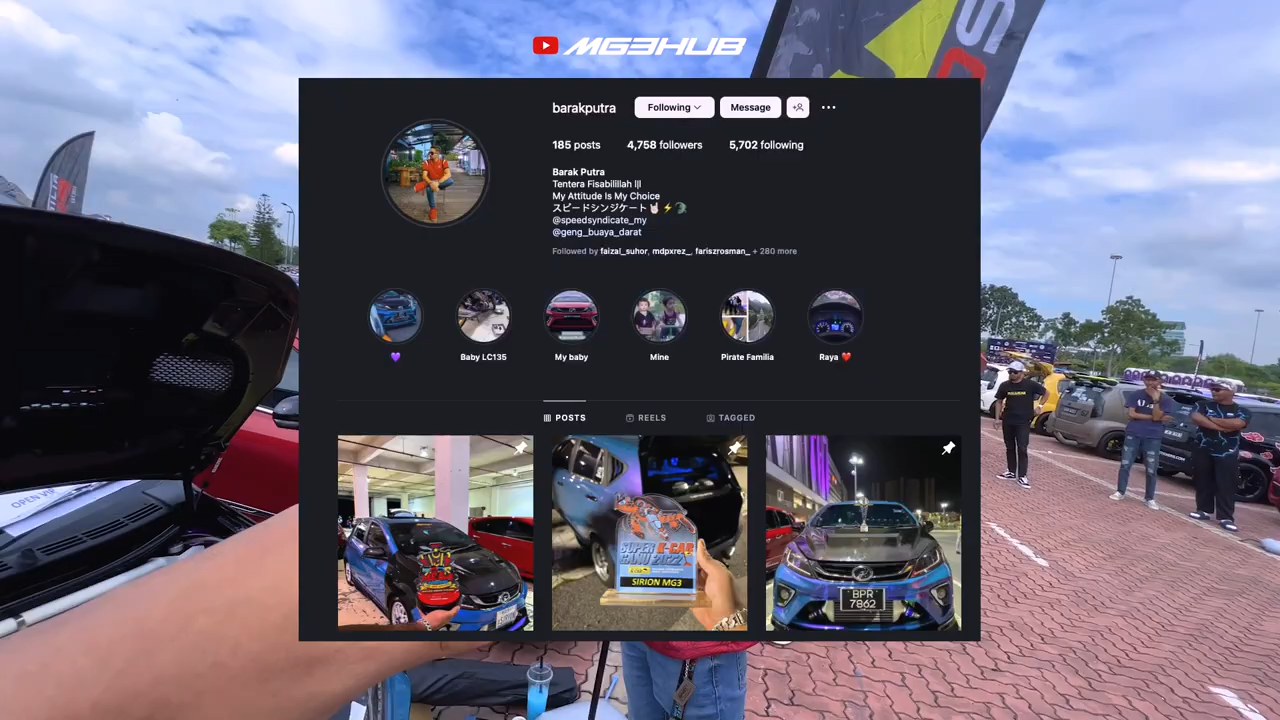 MG3HUB
barakputra
Following
Message
185 posts
4,758 followers
5,702 following
Barak Putra
Tentera Fisabilillah
My Attitude Is My Choice
スピードシンジケート🤘🏻⚡🐊
@speedsyndicate_my
@geng_buaya_darat
Followed by faizal_suhor, mdpxrez_, fariszrosman_ + 280 more
💜
Baby LC135
My baby
Mine
Pirate Familia
Raya ❤️
POSTS
REELS
TAGGED
SUPER K-CAR
2022
SIRION MG3
BPR
7862
OPEN VIP